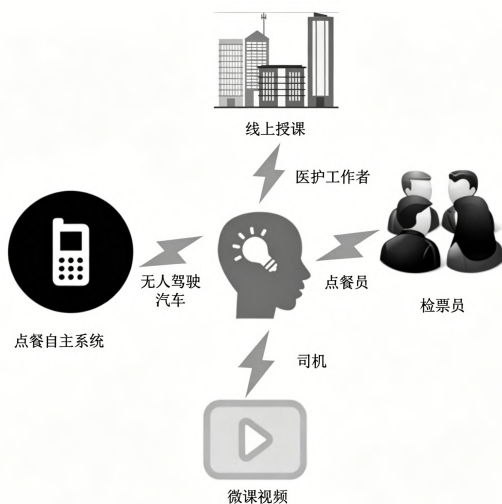 线上授课
医护工作者
无人驾驶
汽车
点餐员
检票员
点餐自主系统
司机
微课视频